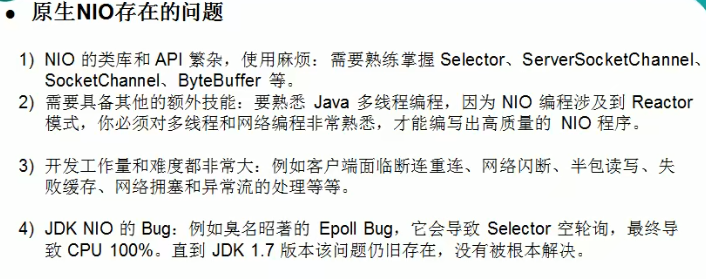 • 原生NIO存在的问题
1) NIO 的类库和 API 繁杂，使用麻烦：需要熟练掌握 Selector、ServerSocketChannel、
SocketChannel、ByteBuffer 等。
2) 需要具备其他的额外技能：要熟悉 Java 多线程编程，因为 NIO 编程涉及到 Reactor
模式，你必须对多线程和网络编程非常熟悉，才能编写出高质量的 NIO 程序。
3) 开发工作量和难度都非常大：例如客户端面临断连重连、网络闪断、半包读写、失
败缓存、网络拥塞和异常流的处理等等。
4) JDK NIO 的 Bug：例如臭名昭著的 Epoll Bug，它会导致 Selector 空轮询，最终导
致 CPU 100%。直到 JDK 1.7 版本该问题仍旧存在，没有被根本解决。